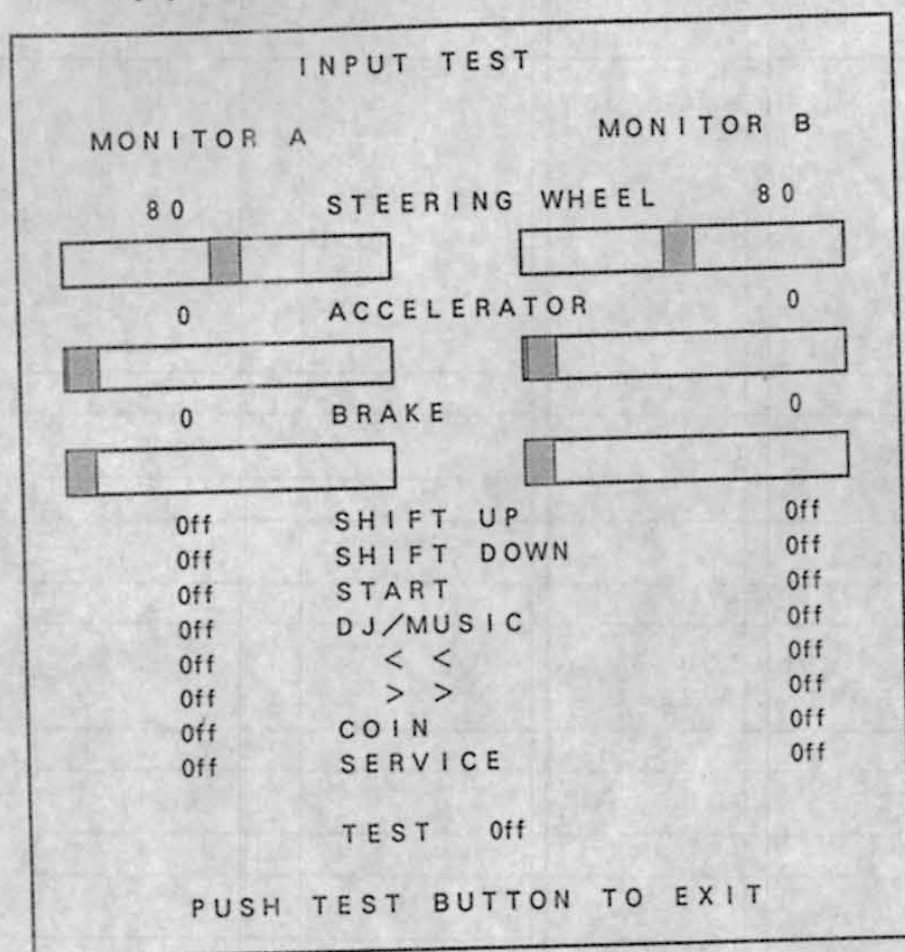 INPUT TEST
MONITOR A MONITOR B
80 STEERING WHEEL 80
0 ACCELERATOR 0
0 BRAKE 0
Off SHIFT UP Off
Off SHIFT DOWN Off
Off START Off
Off DJ/MUSIC Off
Off < < Off
Off > > Off
Off COIN Off
Off SERVICE Off
TEST Off
PUSH TEST BUTTON TO EXIT